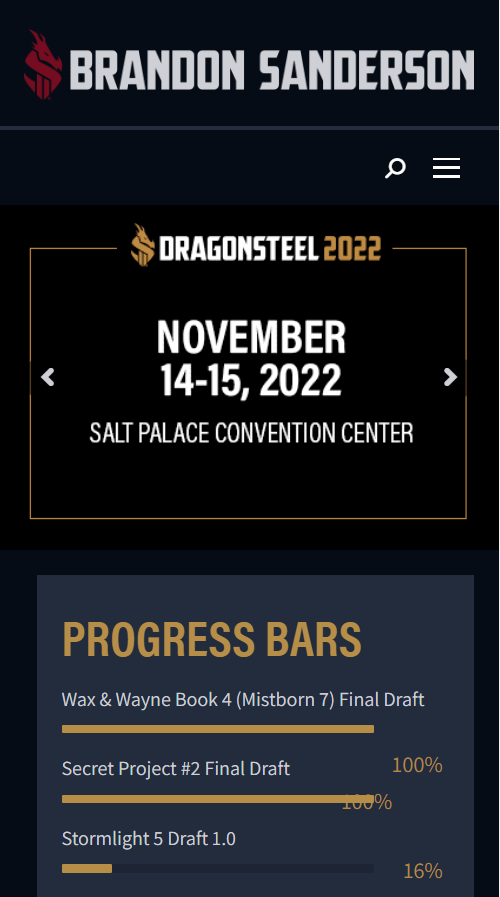 BRANDON SANDERSON
DRAGONSTEEL 2022
NOVEMBER
14-15, 2022
SALT PALACE CONVENTION CENTER
PROGRESS BARS
Wax & Wayne Book 4 (Mistborn 7) Final Draft
100%
Secret Project #2 Final Draft
100%
Stormlight 5 Draft 1.0
16%